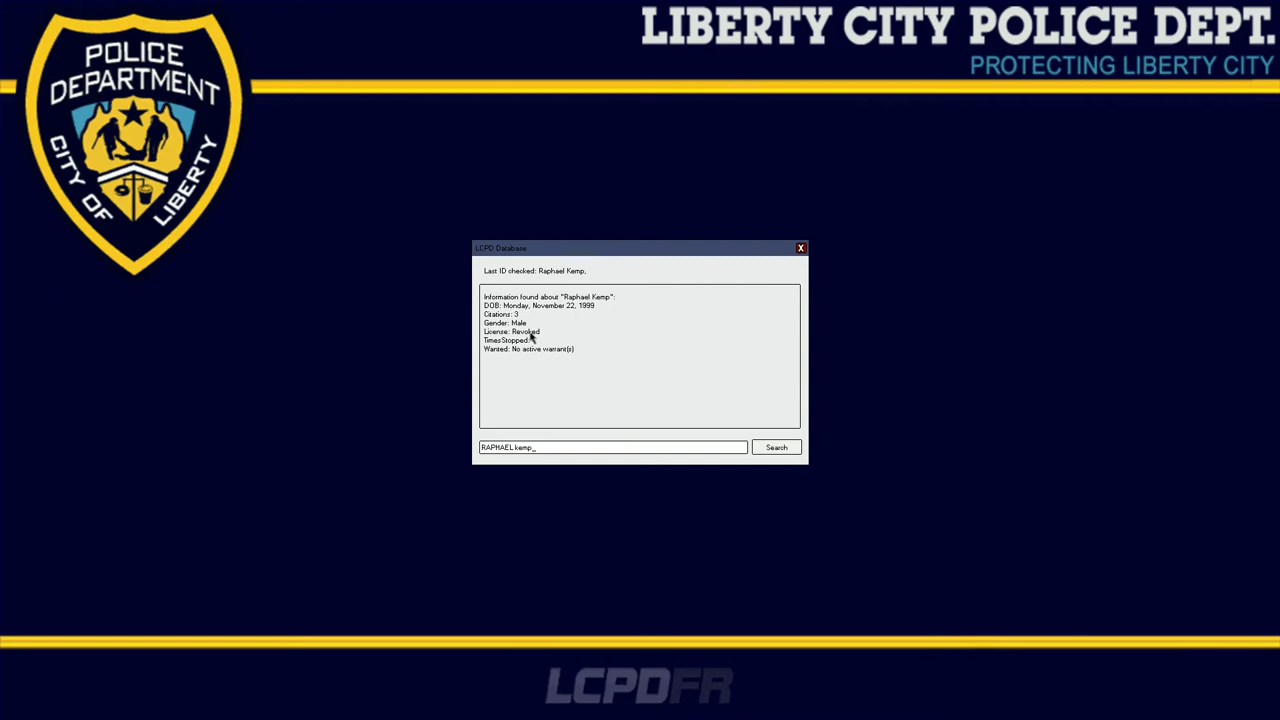 LIBERTY CITY POLICE DEPT.
PROTECTING LIBERTY CITY
POLICE
DEPARTMENT
CITY OF
LIBERTY
LCPD Database
X
Last ID checked: Raphael Kemp,
Information found about "Raphael Kemp":
DOB: Monday, November 22, 1999
Citations: 3
Gender: Male
License: Revoked
TimesStopped:
Wanted: No active warrant(s)
RAPHAEL kemp_
Search
LCPDFR